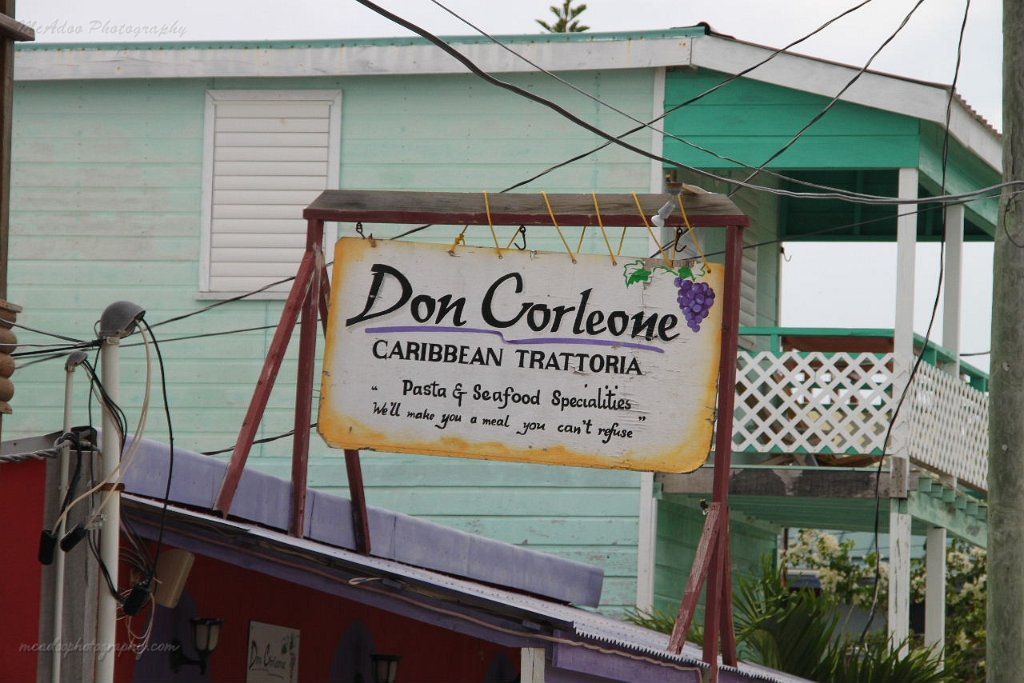 McAdoo Photography
Don Corleone
CARIBBEAN TRATTORIA
“ Pasta & Seafood Specialities
We'll make you a meal you can't refuse ”
Don Corleone
mcadoophotography.com